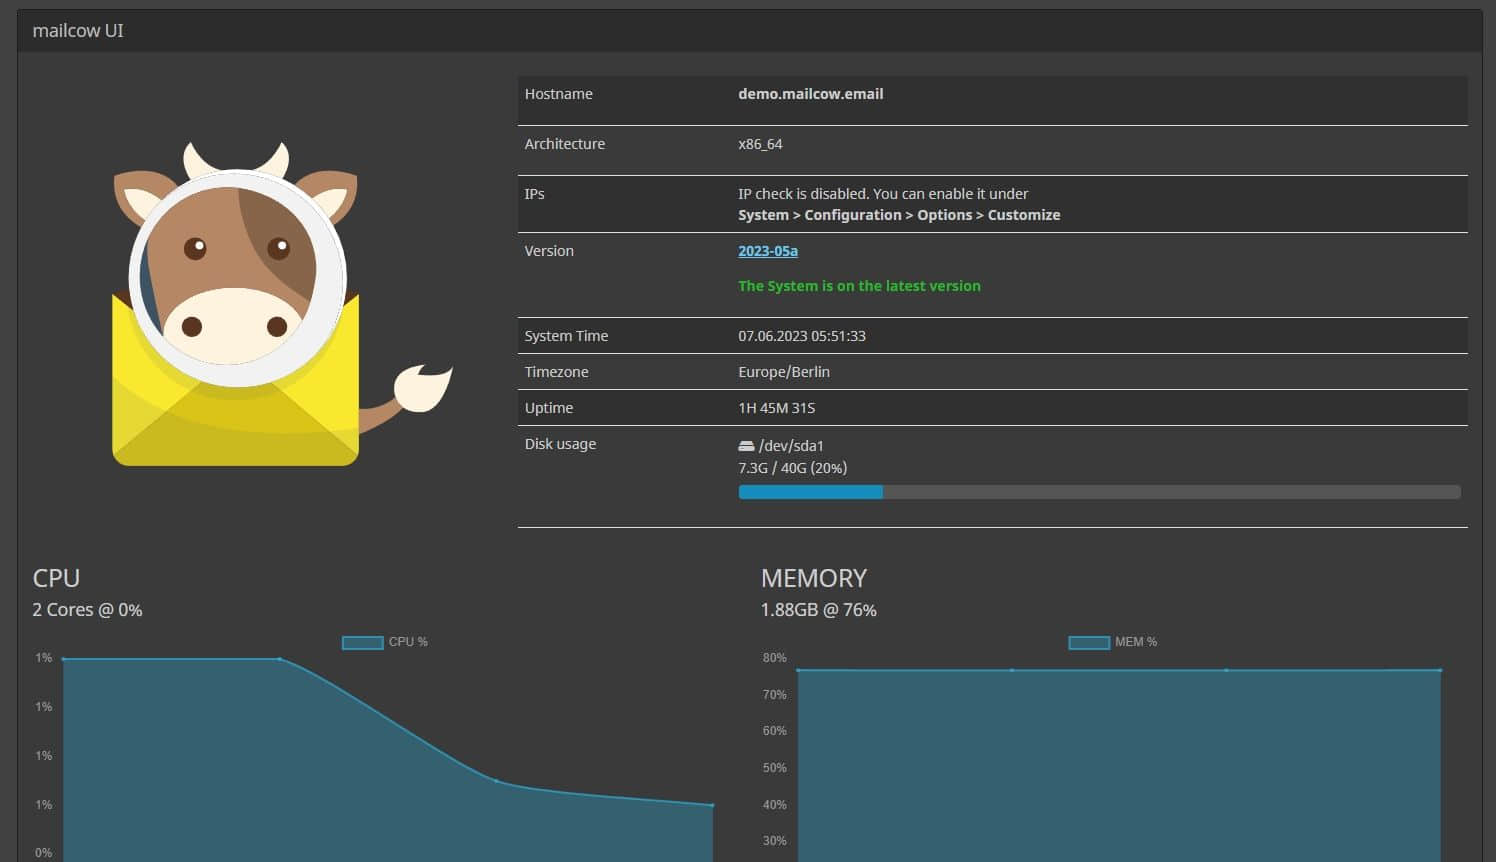 mailcow UI
Hostname demo.mailcow.email
Architecture x86_64
IPs IP check is disabled. You can enable it under
System > Configuration > Options > Customize
Version 2023-05a
The System is on the latest version
System Time 07.06.2023 05:51:33
Timezone Europe/Berlin
Uptime 1H 45M 31S
Disk usage /dev/sda1
7.3G / 40G (20%)
CPU
2 Cores @ 0%
CPU %
1%
1%
1%
1%
0%
MEMORY
1.88GB @ 76%
MEM %
80%
70%
60%
50%
40%
30%